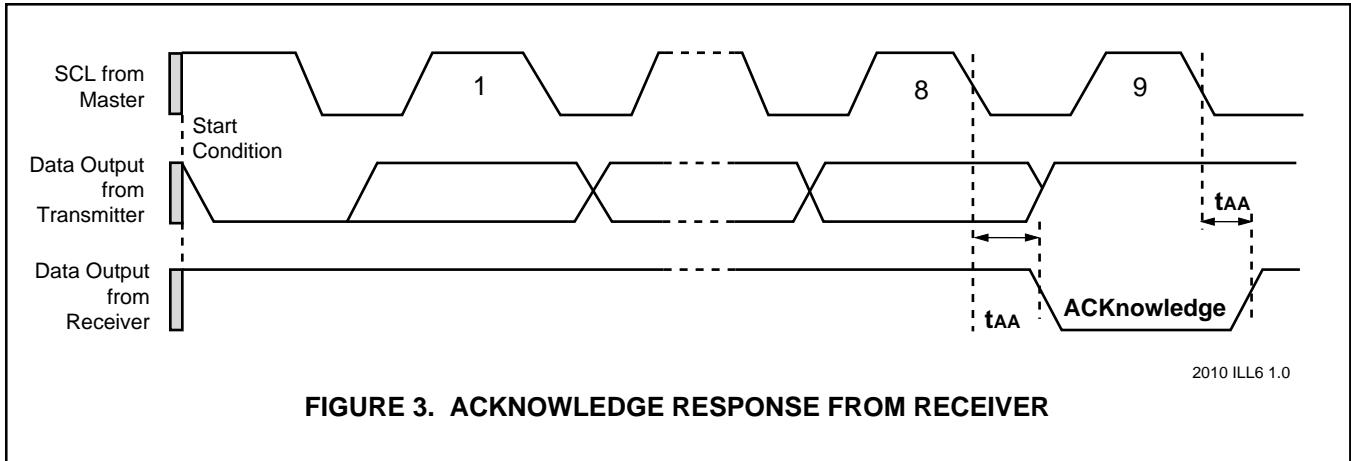 SCL from
Master
1
8
9
Start
Condition
Data Output
from
Transmitter
tAA
Data Output
from
Receiver
tAA
ACKnowledge
2010 ILL6 1.0
FIGURE 3. ACKNOWLEDGE RESPONSE FROM RECEIVER